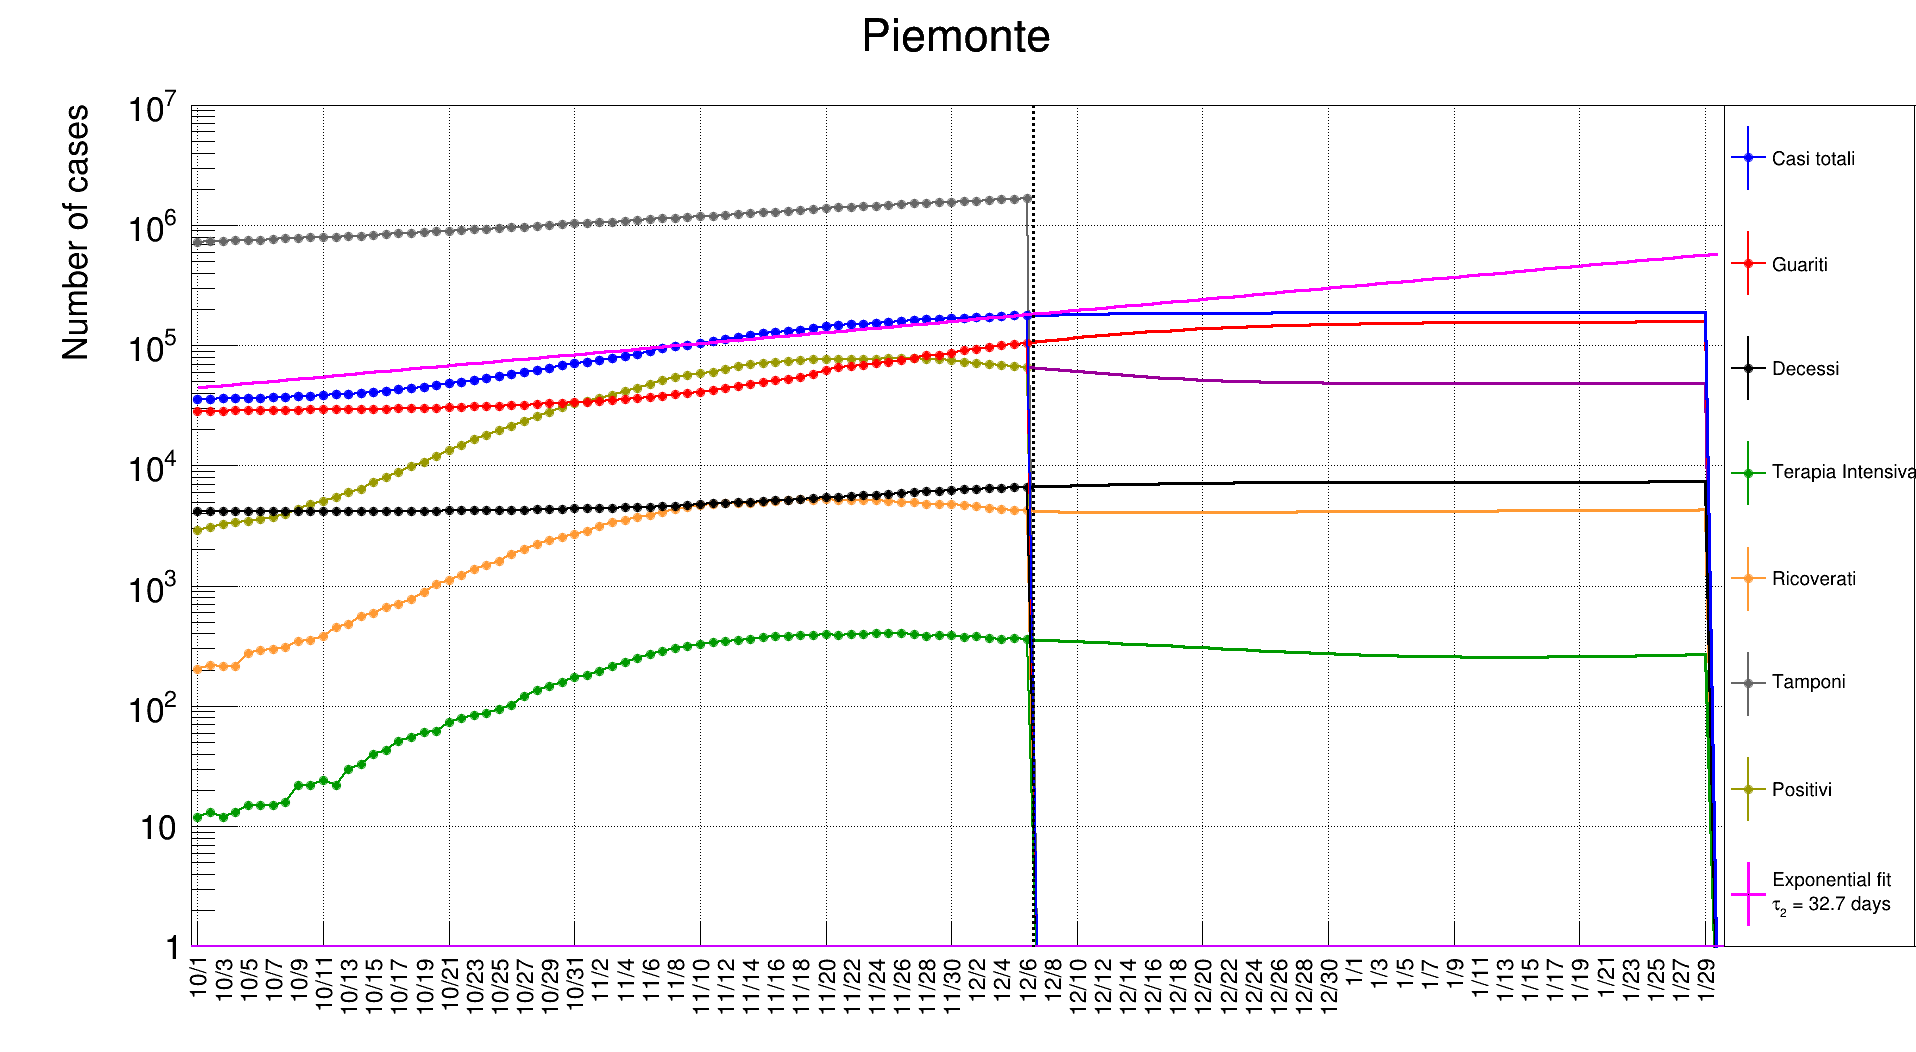 Piemonte
Number of cases
10^7
10^6
10^5
10^4
10^3
10^2
10
1
10/1 10/3 10/5 10/7 10/9 10/11 10/13 10/15 10/17 10/19 10/21 10/23 10/25 10/27 10/29 10/31 11/2 11/4 11/6 11/8 11/10 11/12 11/14 11/16 11/18 11/20 11/22 11/24 11/26 11/28 11/30 12/2 12/4 12/6 12/8 12/10 12/12 12/14 12/16 12/18 12/20 12/22 12/24 12/26 12/28 12/30 1/1 1/3 1/5 1/7 1/9 1/11 1/13 1/15 1/17 1/19 1/21 1/23 1/25 1/27 1/29
Casi totali
Guariti
Decessi
Terapia Intensiva
Ricoverati
Tamponi
Positivi
Exponential fit
τ_2 = 32.7 days